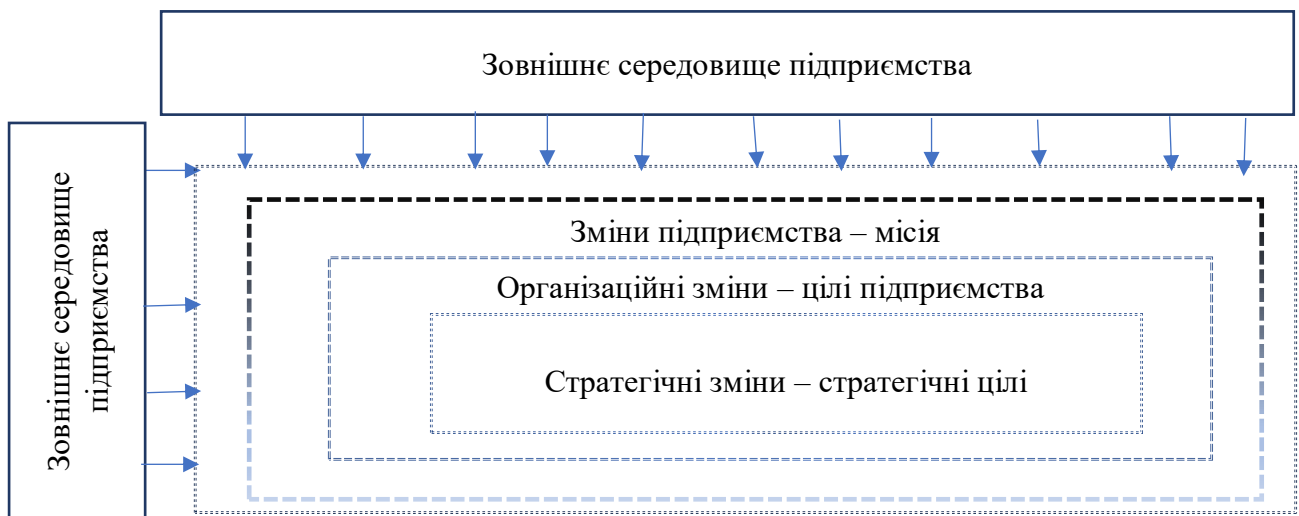 Зовнішнє середовище підприємства
Зовнішнє середовище
підприємства
Зміни підприємства – місія
Організаційні зміни – цілі підприємства
Стратегічні зміни – стратегічні цілі